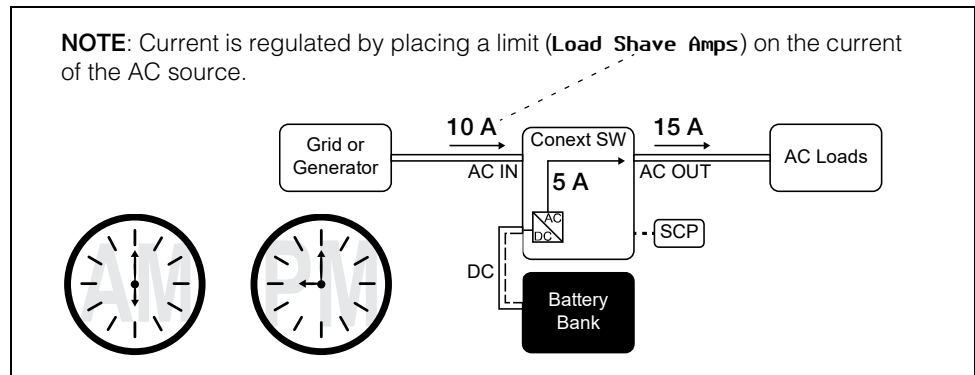 NOTE: Current is regulated by placing a limit (Load Shave Amps) on the current
of the AC source.
10 A
15 A
Grid or
Generator
Conext SW
AC Loads
AC IN
AC OUT
5 A
AC
DC
SCP
DC
AM
PM
Battery
Bank